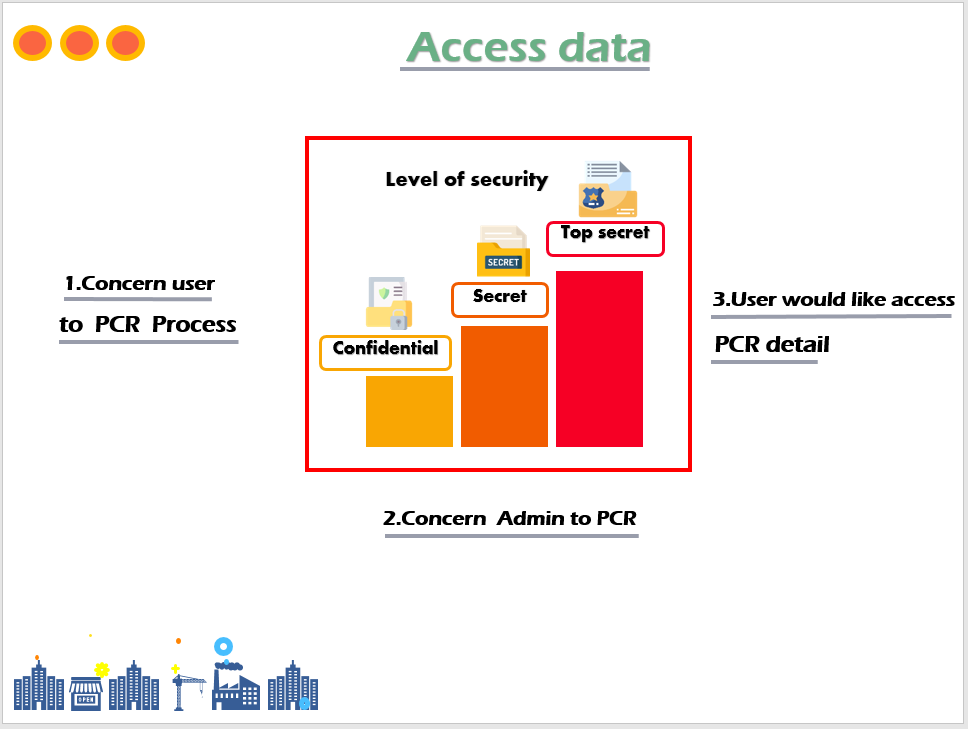 Access data
Level of security
Top secret
SECRET
Secret
Confidential
1.Concern user
to PCR Process
3.User would like access
PCR detail
2.Concern Admin to PCR
OPEN